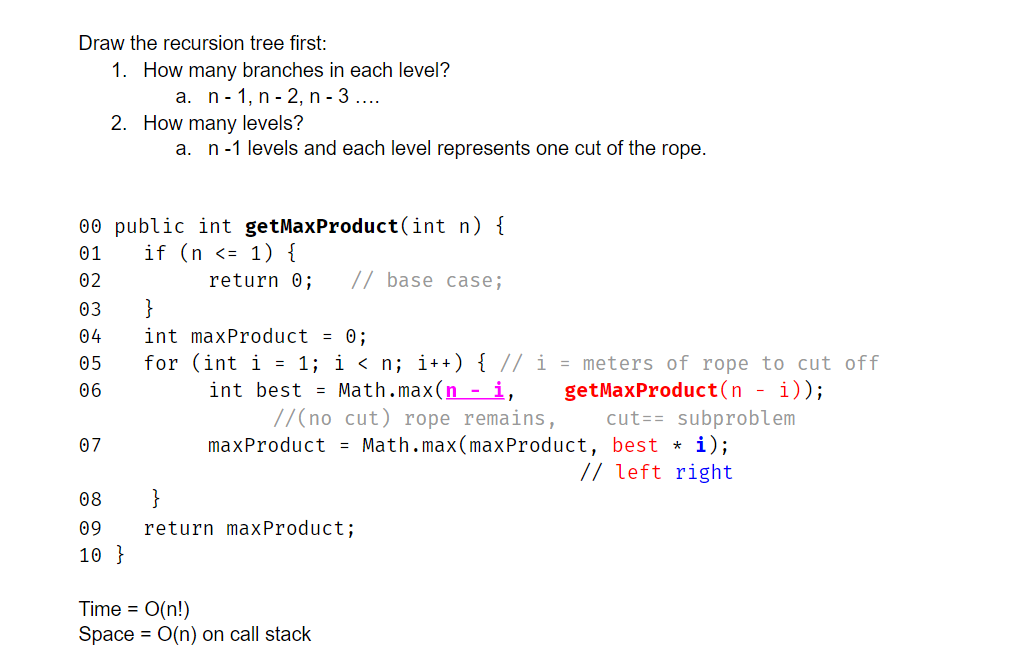 Draw the recursion tree first:
1. How many branches in each level?
a. n - 1, n - 2, n - 3 ....
2. How many levels?
a. n -1 levels and each level represents one cut of the rope.
00 public int getMaxProduct(int n) {
01 if (n <= 1) {
02 return 0; // base case;
03 }
04 int maxProduct = 0;
05 for (int i = 1; i < n; i++) { // i = meters of rope to cut off
06 int best = Math.max(n - i, getMaxProduct(n - i));
//(no cut) rope remains, cut== subproblem
07 maxProduct = Math.max(maxProduct, best * i);
// left right
08 }
09 return maxProduct;
10 }
Time = O(n!)
Space = O(n) on call stack